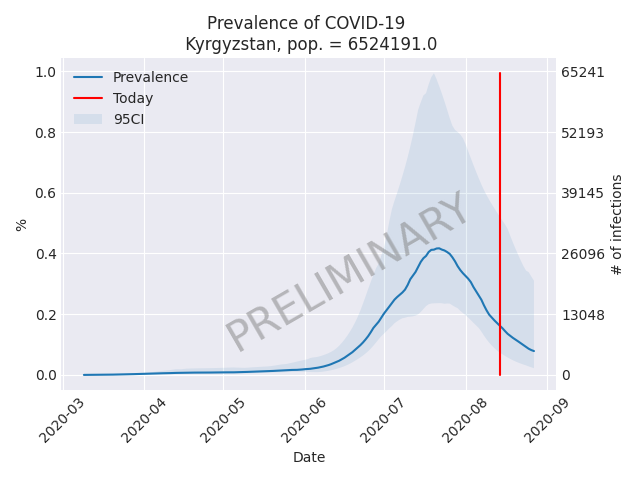 Prevalence of COVID-19
Kyrgyzstan, pop. = 6524191.0
Prevalence
Today
95CI
1.0
0.8
0.6
0.4
0.2
0.0
%
65241
52193
39145
26096
13048
0
# of infections
PRELIMINARY
2020-03
2020-04
2020-05
2020-06
2020-07
2020-08
2020-09
Date